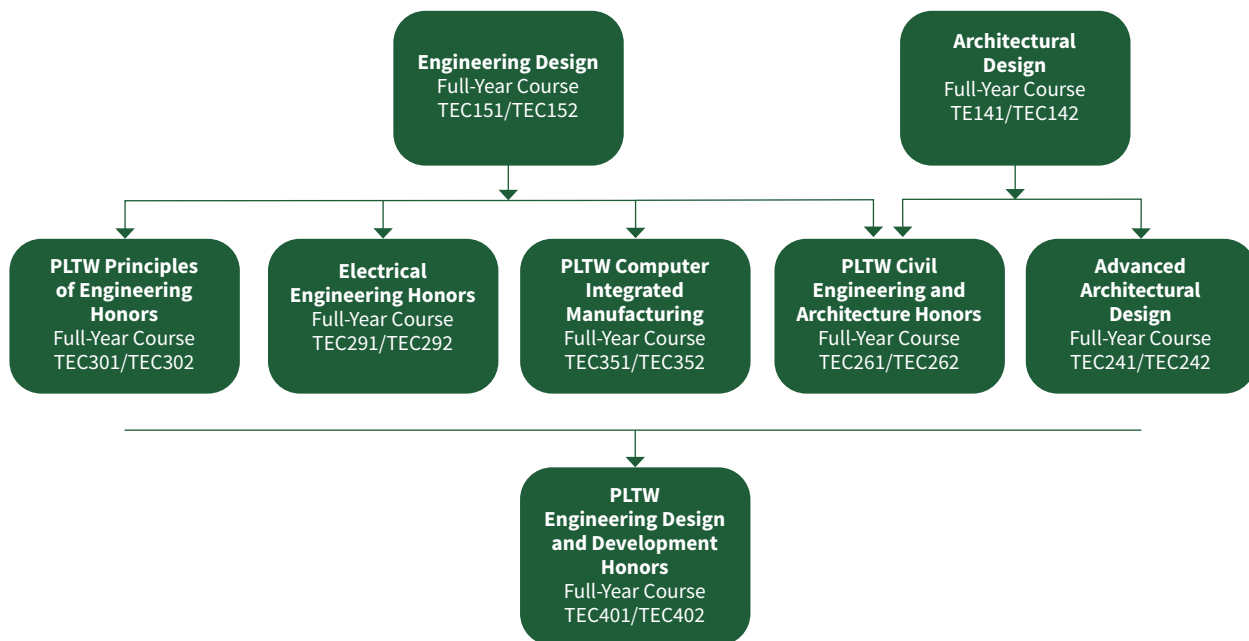 Engineering Design
Full-Year Course
TEC151/TEC152
Architectural
Design
Full-Year Course
TE141/TEC142
PLTW Principles
of Engineering
Honors
Full-Year Course
TEC301/TEC302
Electrical
Engineering Honors
Full-Year Course
TEC291/TEC292
PLTW Computer
Integrated
Manufacturing
Full-Year Course
TEC351/TEC352
PLTW Civil
Engineering and
Architecture Honors
Full-Year Course
TEC261/TEC262
Advanced
Architectural
Design
Full-Year Course
TEC241/TEC242
PLTW
Engineering Design
and Development
Honors
Full-Year Course
TEC401/TEC402